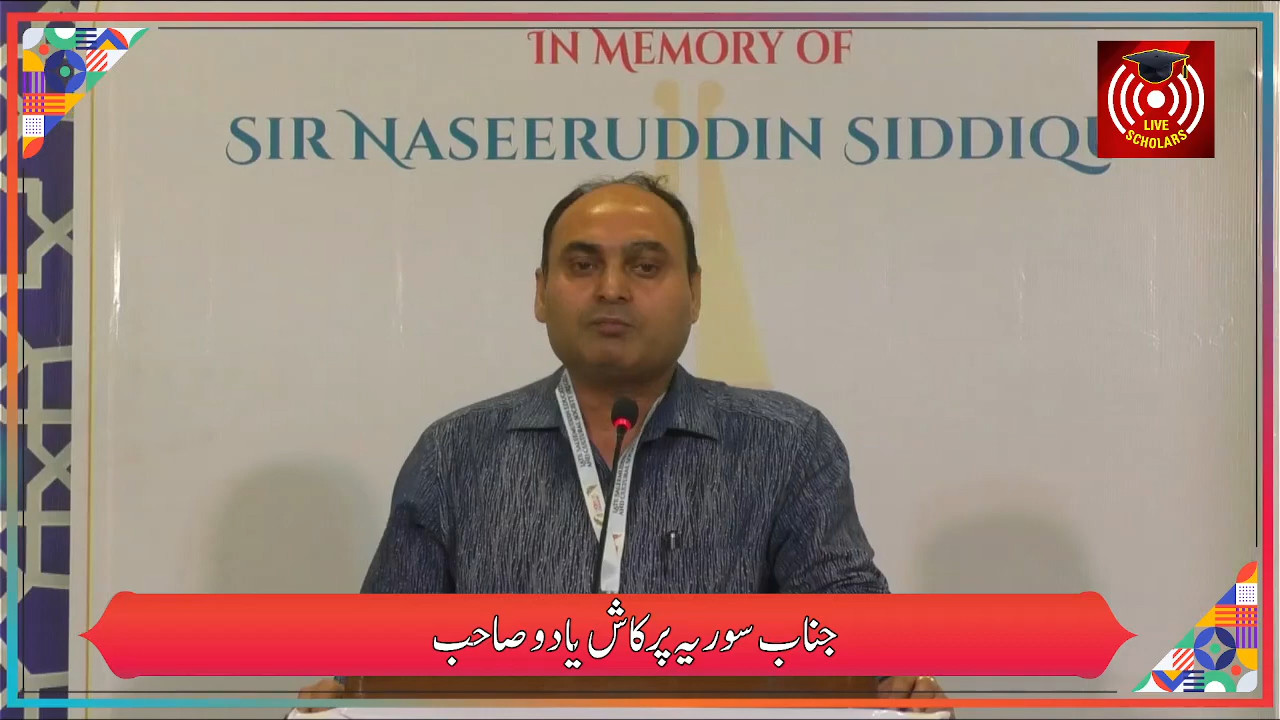 IN MEMORY OF
SIR NASEERUDDIN SIDDIQU
LIVE
SCHOLARS
جناب سوریہ پرکاش یادو صاحب